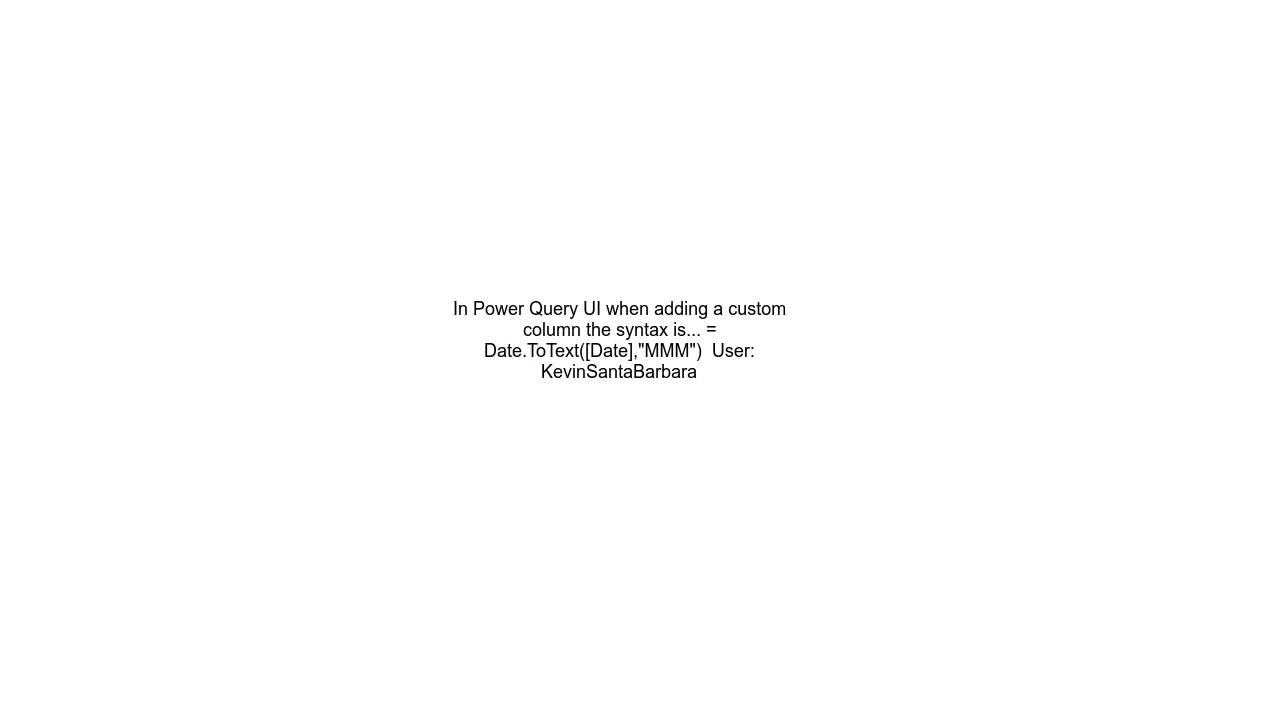 In Power Query UI when adding a custom
column the syntax is... =
Date.ToText([Date],"MMM")  User:
KevinSantaBarbara